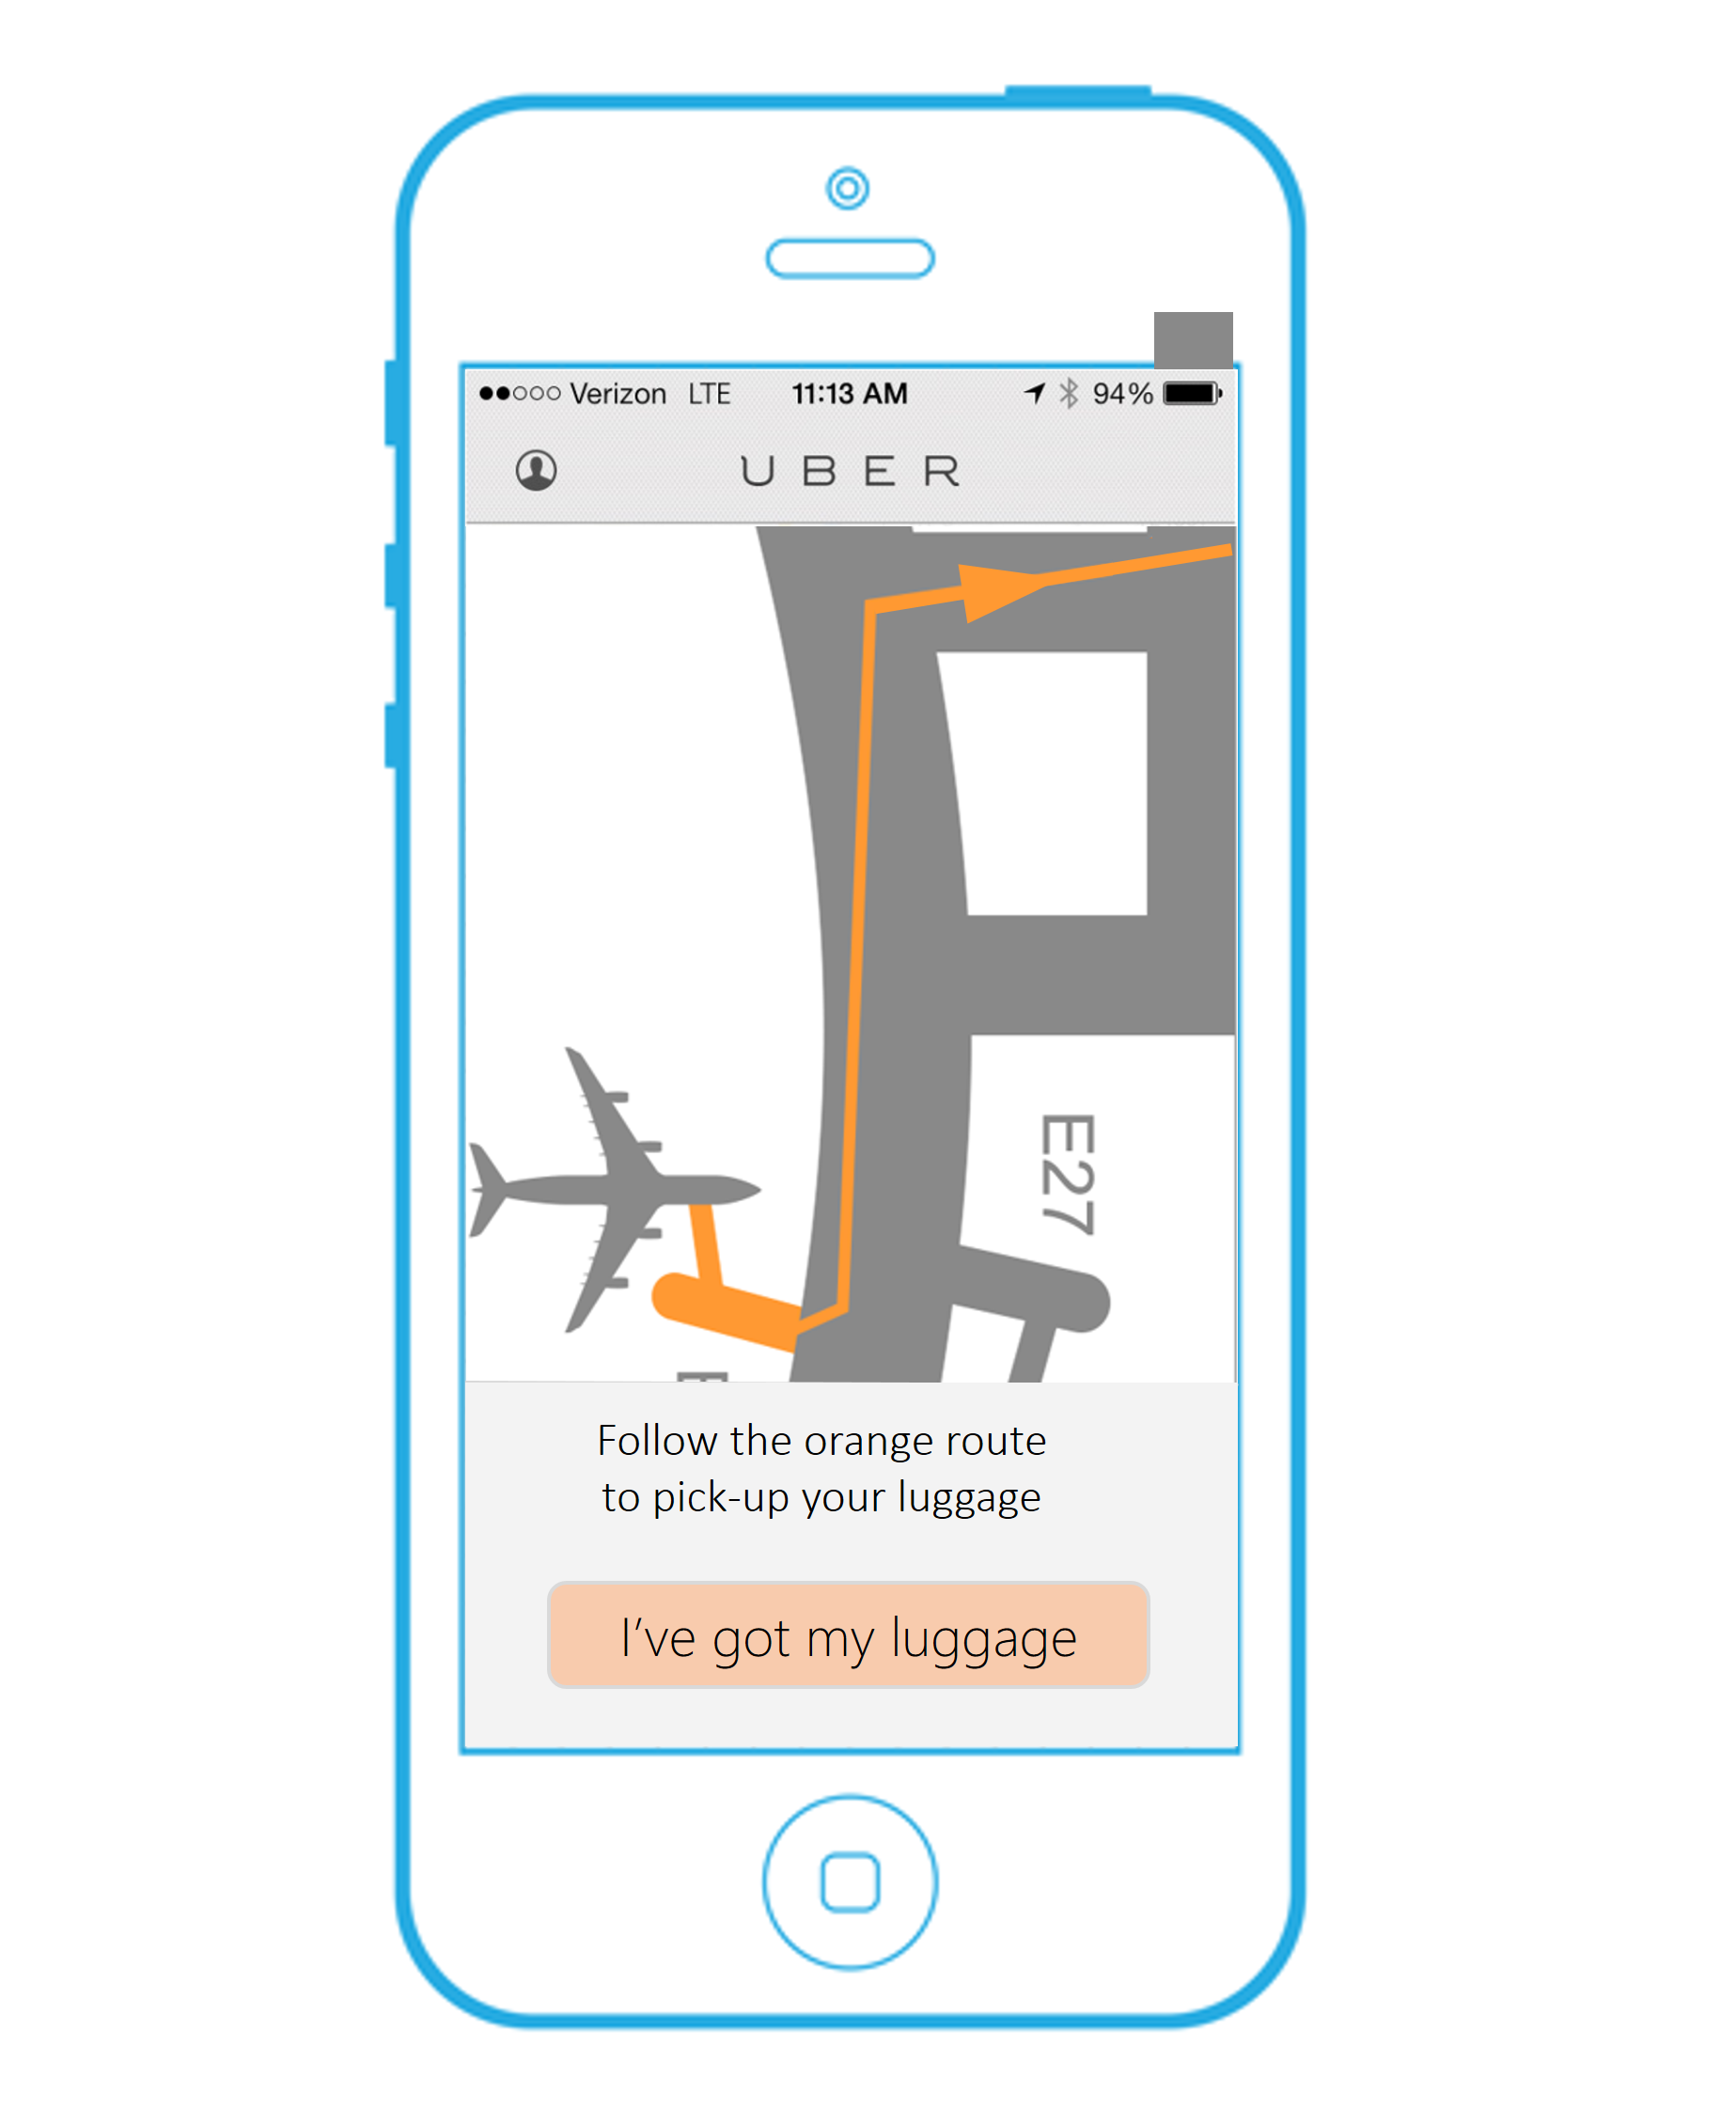 Verizon LTE 11:13 AM 94%
UBER
E27
Follow the orange route
to pick-up your luggage
I’ve got my luggage